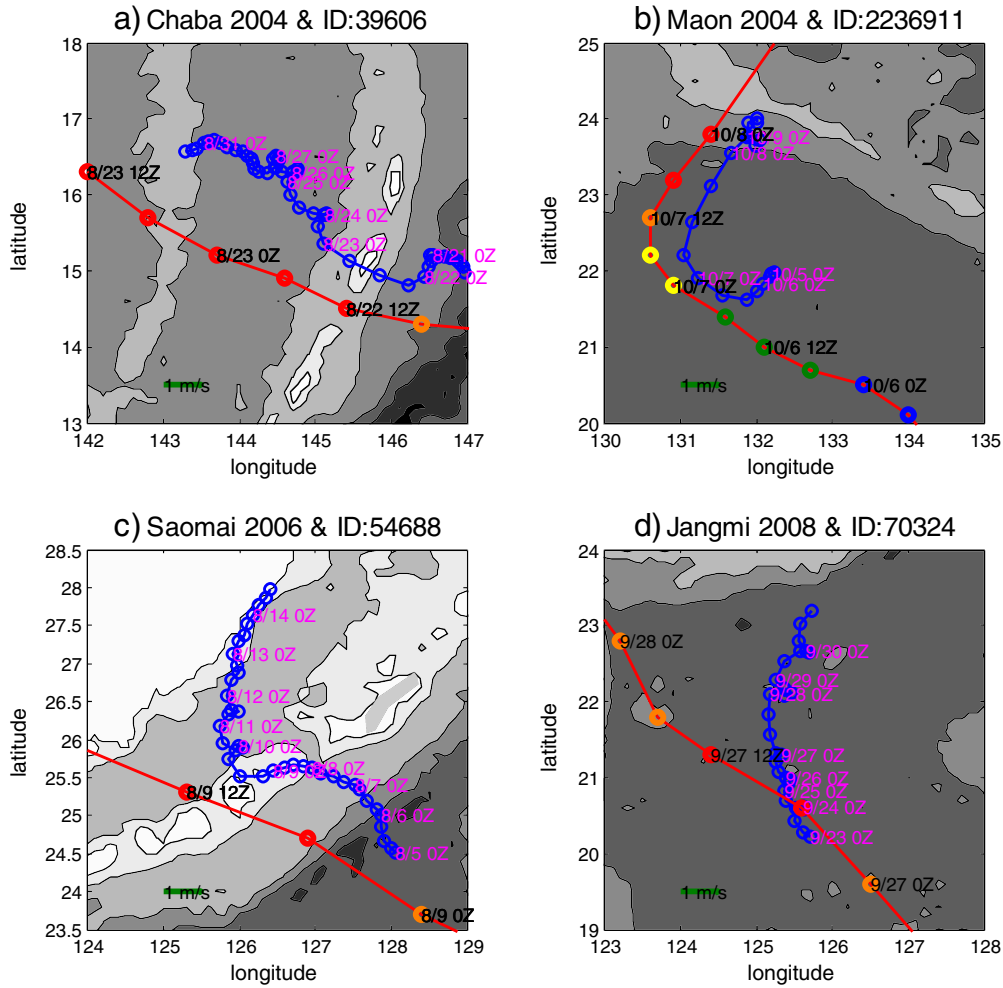 a) Chaba 2004 & ID:39606
18
17
16
15
14
13
142
143
144
145
146
147
latitude
longitude
8/23 12Z
8/23 0Z
8/22 12Z
8/31 0Z
8/27 0Z
8/26 0Z
8/25 0Z
8/24 0Z
8/23 0Z
8/21 0Z
8/22 0Z
1 m/s
b) Maon 2004 & ID:2236911
25
24
23
22
21
20
130
131
132
133
134
135
latitude
longitude
10/8 0Z
10/7 12Z
10/7 0Z
10/6 12Z
10/6 0Z
10/9 0Z
10/8 0Z
10/7 0Z
10/5 0Z
10/6 0Z
1 m/s
c) Saomai 2006 & ID:54688
28.5
28
27.5
27
26.5
26
25.5
25
24.5
24
23.5
124
125
126
127
128
129
latitude
longitude
8/14 0Z
8/13 0Z
8/12 0Z
8/11 0Z
8/10 0Z
8/9 0Z
8/8 0Z
8/7 0Z
8/6 0Z
8/5 0Z
8/9 12Z
8/9 0Z
1 m/s
d) Jangmi 2008 & ID:70324
24
23
22
21
20
19
123
124
125
126
127
128
latitude
longitude
9/28 0Z
9/27 12Z
9/27 0Z
9/30 0Z
9/29 0Z
9/28 0Z
9/27 0Z
9/26 0Z
9/25 0Z
9/24 0Z
9/23 0Z
1 m/s